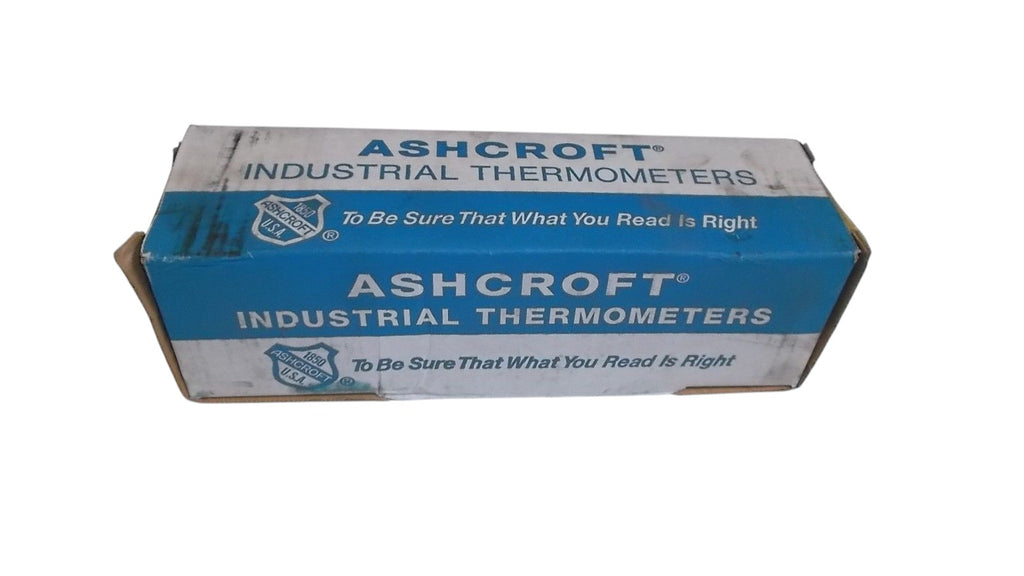 ASHCROFT®
INDUSTRIAL THERMOMETERS
1850
ASHCROFT
U.S.A.
®
To Be Sure That What You Read Is Right
ASHCROFT®
INDUSTRIAL THERMOMETERS
1850
ASHCROFT
U.S.A.
®
To Be Sure That What You Read Is Right